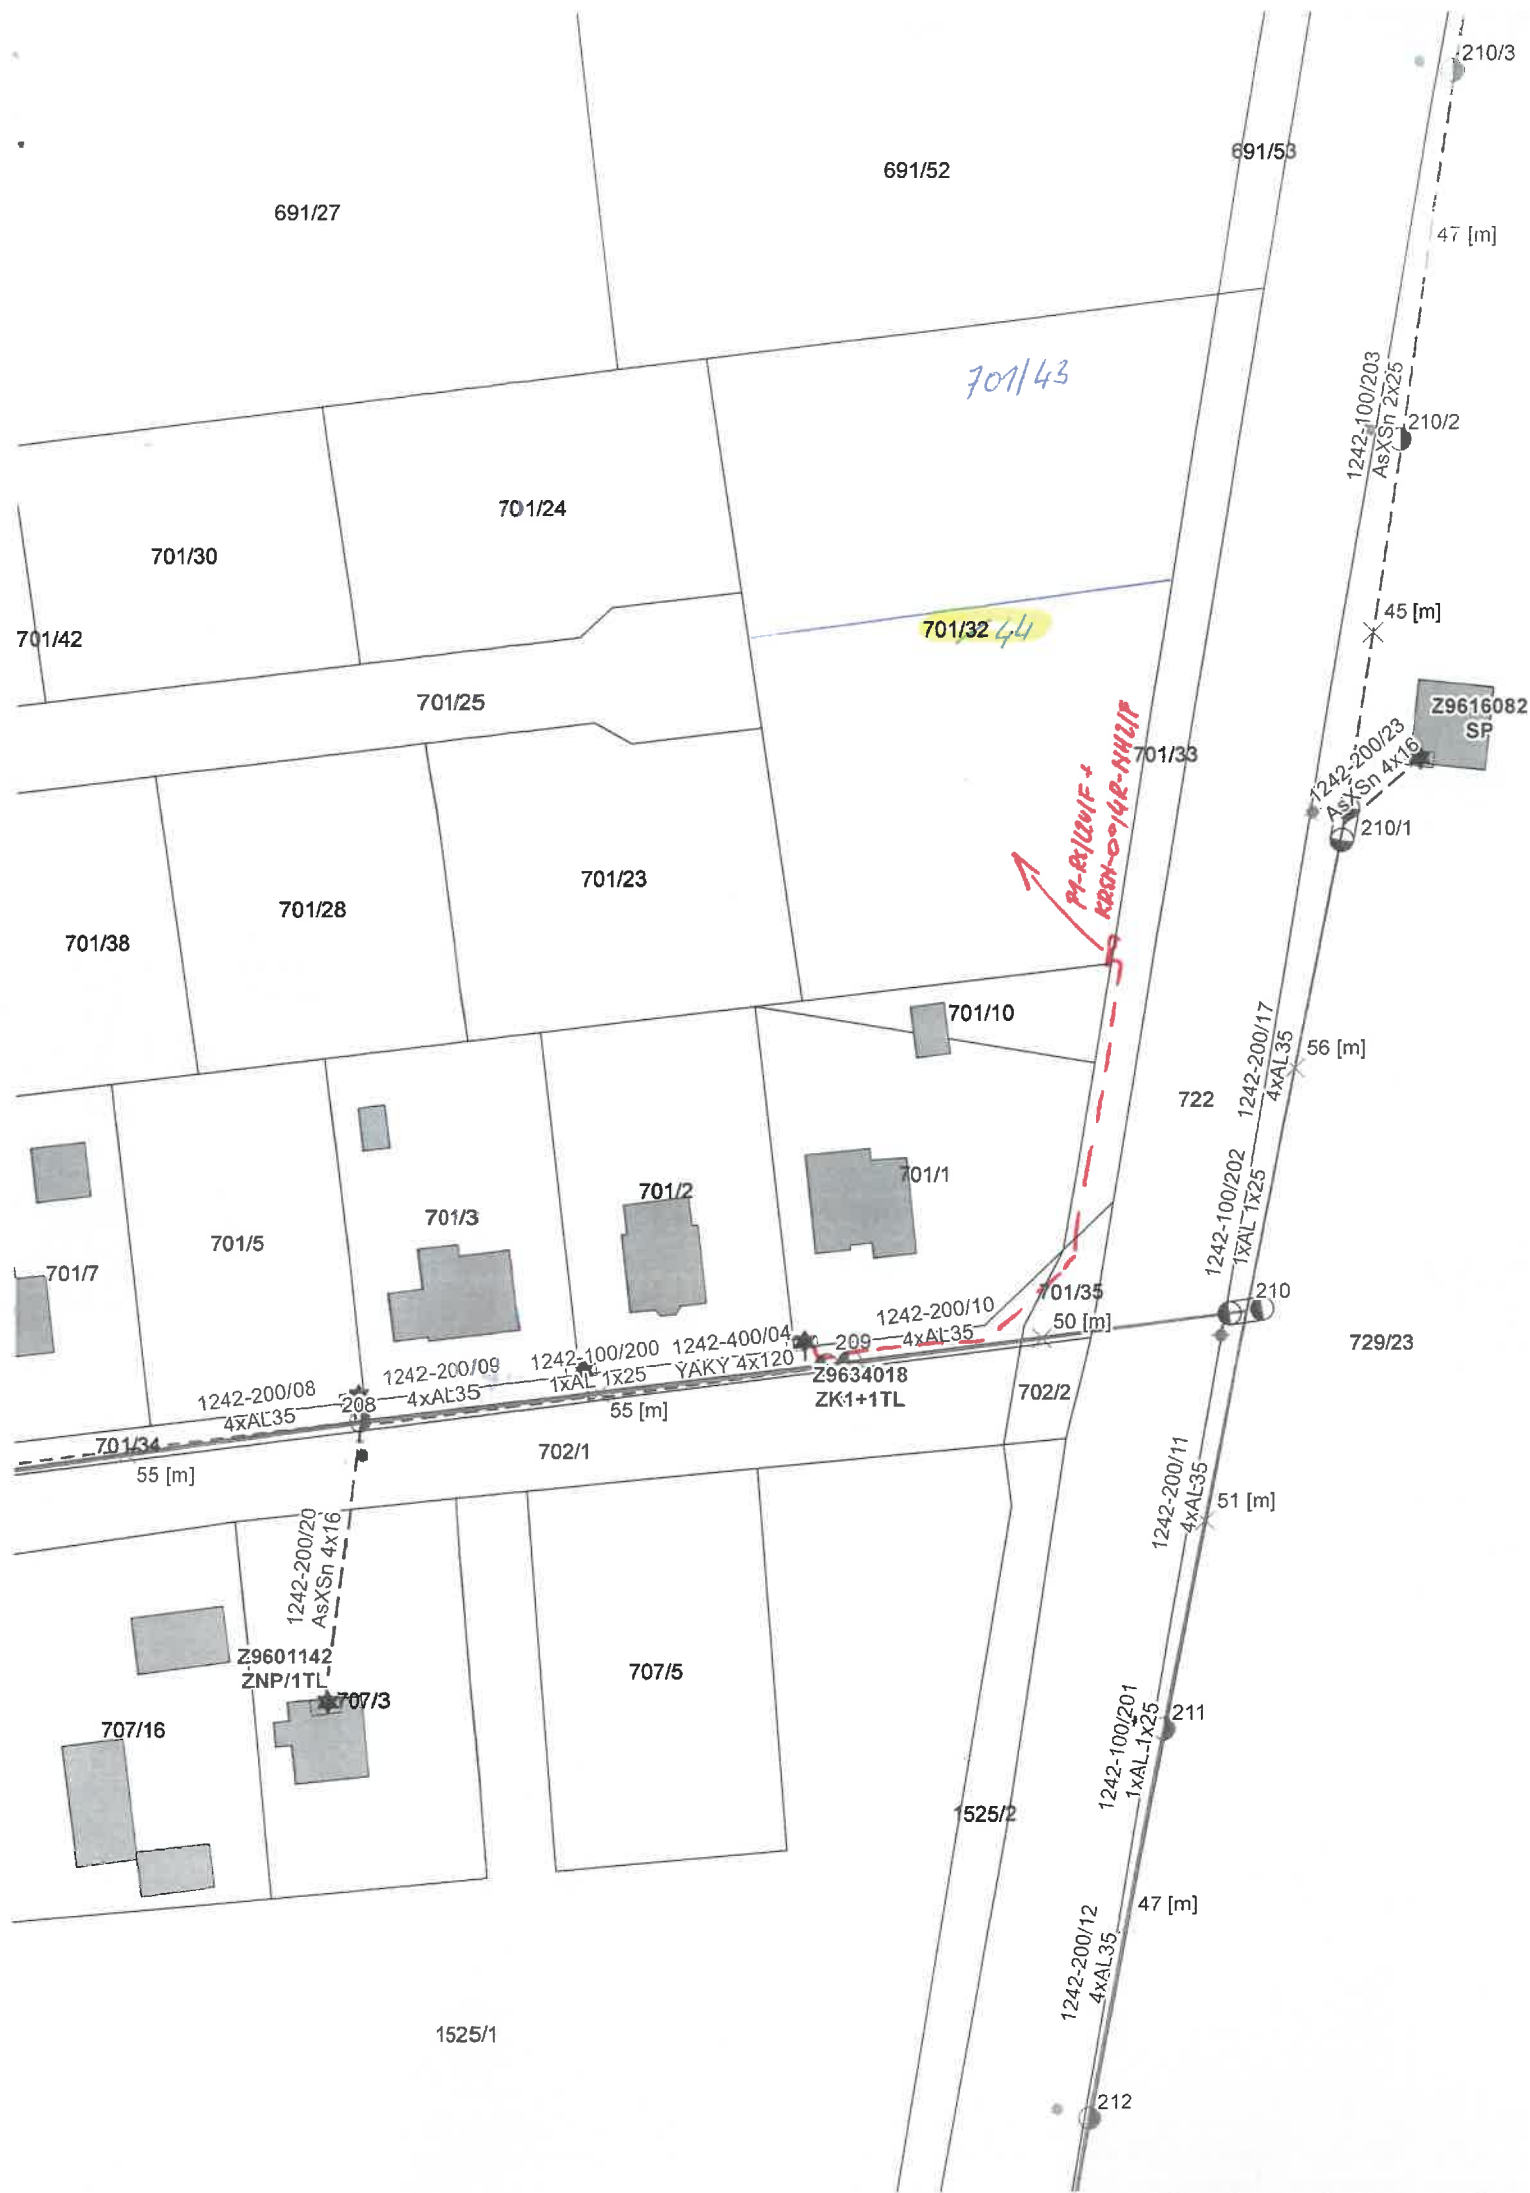 210/3
691/53
691/52
691/27
47 [m]
701/43
1242-100/203
AsXSn 2x25
210/2
701/24
701/30
45 [m]
701/32 44
701/42
701/25
Z9616082
SP
701/33
1242-200/23
AsXSn 4x16
210/1
701/23
701/28
701/38
701/10
1242-200/17
4xAL35
56 [m]
722
701/1
701/2
701/3
701/5
701/7
1242-100/202
1xAL 1x25
701/35
210
50 [m]
1242-200/10
4xAL35
209
729/23
1242-400/04
YAKY 4x120
1242-100/200
1xAL 1x25
Z9634018
ZK1+1TL
702/2
1242-200/09
4xAL35
1242-200/08
4xAL35
208
55 [m]
701/34
55 [m]
702/1
1242-200/11
4xAL35
51 [m]
1242-200/20
AsXSn 4x16
Z9601142
ZNP/1TL
707/3
707/5
707/16
1242-100/201
1xAL 1x25
211
1525/2
47 [m]
1242-200/12
4xAL35
1525/1
212